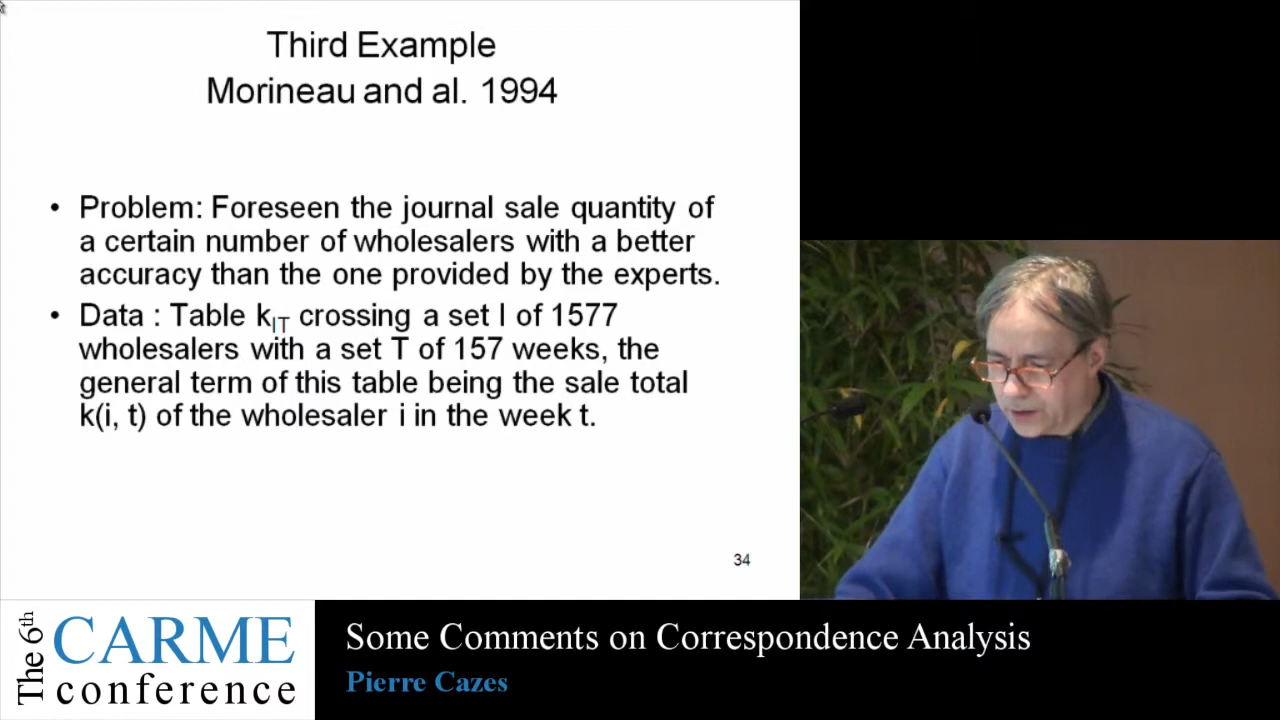 Third Example
Morineau and al. 1994
• Problem: Foreseen the journal sale quantity of
a certain number of wholesalers with a better
accuracy than the one provided by the experts.
• Data : Table kIT crossing a set I of 1577
wholesalers with a set T of 157 weeks, the
general term of this table being the sale total
k(i, t) of the wholesaler i in the week t.
34
The 6th
CARME
conference
Some Comments on Correspondence Analysis
Pierre Cazes